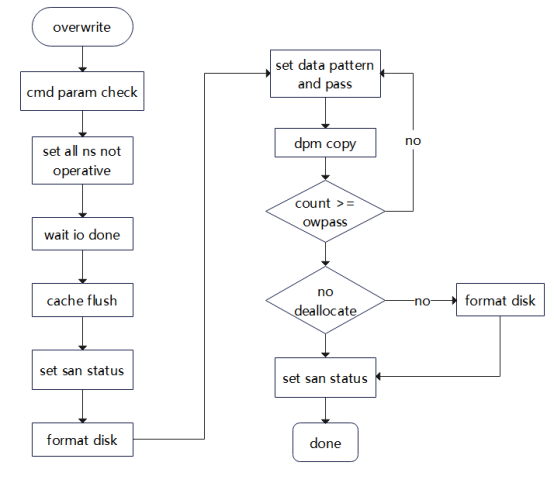 overwrite
cmd param check
set all ns not
operative
wait io done
cache flush
set san status
format disk
set data pattern
and pass
dpm copy
no
count >=
owpass
no
deallocate
no
format disk
set san status
done